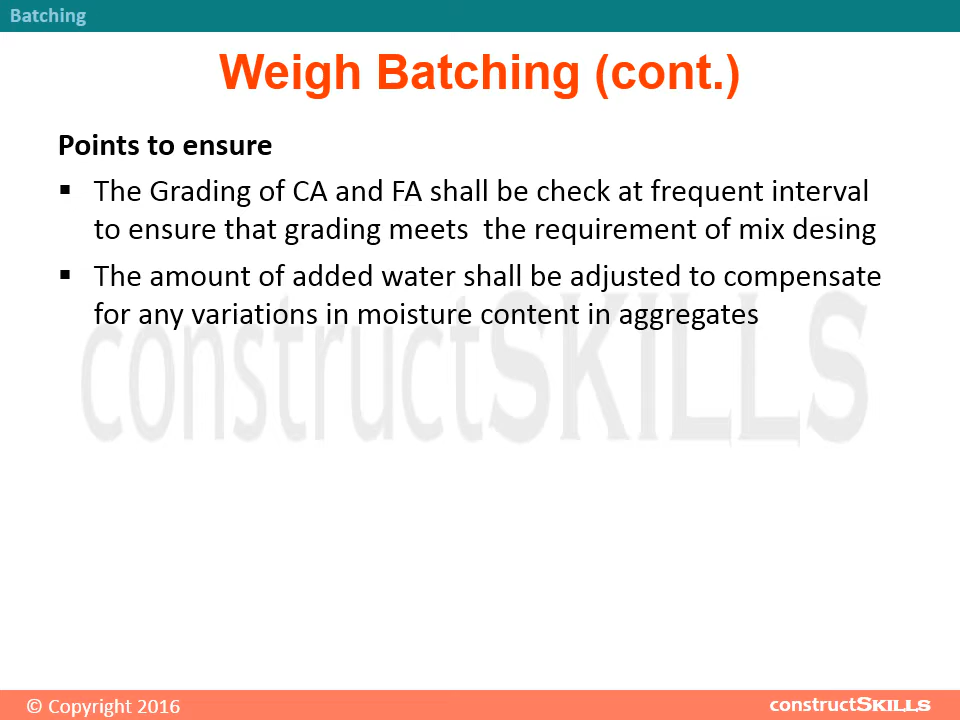 Batching
Weigh Batching (cont.)
Points to ensure
▪ The Grading of CA and FA shall be check at frequent interval
to ensure that grading meets  the requirement of mix desing
▪ The amount of added water shall be adjusted to compensate
for any variations in moisture content in aggregates
constructSKILLS
© Copyright 2016
constructSKILLS